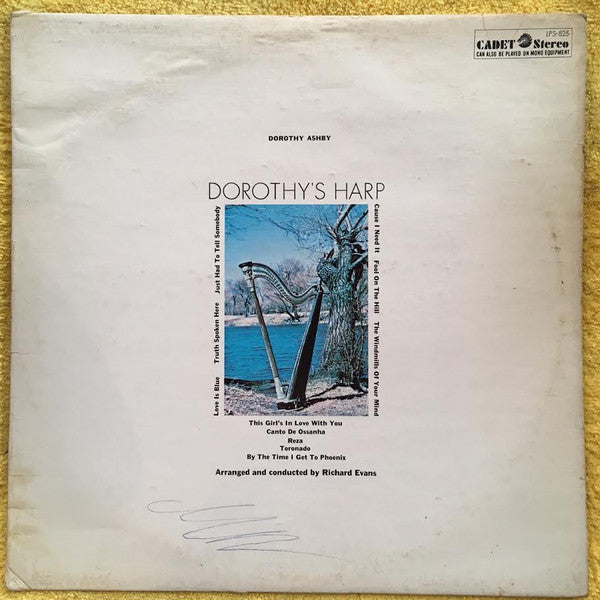 LPS-825
CADET Stereo
CAN ALSO BE PLAYED ON MONO EQUIPMENT
DOROTHY ASHBY
DOROTHY'S HARP
Love Is Blue Truth Spoken Here Just Had To Tell Somebody
Cause I Need It Fool On The Hill The Windmills Of Your Mind
This Girl's In Love With You
Canto De Ossanha
Reza
Toronado
By The Time I Get To Phoenix
Arranged and conducted by Richard Evans